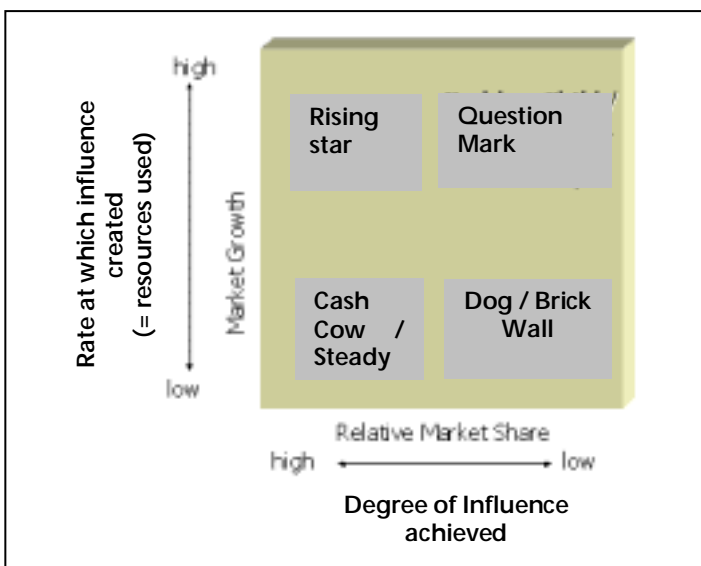 high
Rate at which influence
created
(= resources used)
Market Growth
low
Rising
star
Question
Mark
Cash
Cow /
Steady
Dog / Brick
Wall
Relative Market Share
high
low
Degree of Influence
achieved